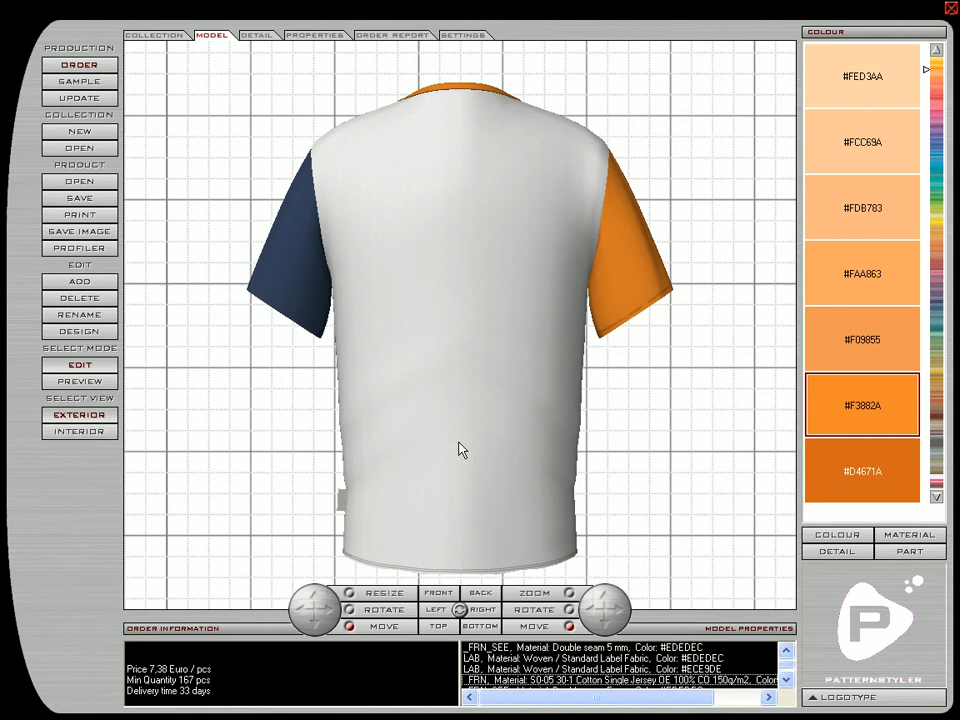 COLLECTION MODEL DETAIL PROPERTIES ORDER REPORT SETTINGS
COLOUR
PRODUCTION
ORDER
SAMPLE
UPDATE
COLLECTION
NEW
OPEN
PRODUCT
OPEN
SAVE
PRINT
SAVE IMAGE
PROFILER
EDIT
ADD
DELETE
RENAME
DESIGN
SELECT MODE
EDIT
PREVIEW
SELECT VIEW
EXTERIOR
INTERIOR
#FED3AA
#FCC69A
#FDB783
#FAA863
#F09855
#F3882A
#D4671A
COLOUR MATERIAL
DETAIL PART
RESIZE FRONT BACK ZOOM
ROTATE LEFT RIGHT ROTATE
MOVE TOP BOTTOM MOVE
ORDER INFORMATION
MODEL PROPERTIES
Price 7,38 Euro / pcs
Min Quantity 167 pcs
Delivery time 33 days
_FRN_SEE, Material: Double seam 5 mm, Color: #EDEDEC
LAB, Material: Woven / Standard Label Fabric, Color: #EDEDEC
LAB, Material: Woven / Standard Label Fabric, Color: #ECE9DE
_FRN, Material: S0-05 30-1 Cotton Single Jersey OE 100% CO 150g/m2, Color:
P
PATTERNSTYLER
LOGOTYPE